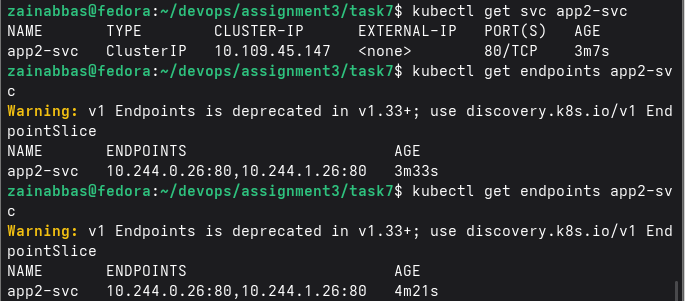 zainabbas@fedora:~/devops/assignment3/task7$ kubectl get svc app2-svc
NAME       TYPE        CLUSTER-IP      EXTERNAL-IP   PORT(S)   AGE
app2-svc   ClusterIP   10.109.45.147   <none>        80/TCP    3m7s
zainabbas@fedora:~/devops/assignment3/task7$ kubectl get endpoints app2-sv
c
Warning: v1 Endpoints is deprecated in v1.33+; use discovery.k8s.io/v1 End
pointSlice
NAME       ENDPOINTS                       AGE
app2-svc   10.244.0.26:80,10.244.1.26:80   3m33s
zainabbas@fedora:~/devops/assignment3/task7$ kubectl get endpoints app2-sv
c
Warning: v1 Endpoints is deprecated in v1.33+; use discovery.k8s.io/v1 End
pointSlice
NAME       ENDPOINTS                       AGE
app2-svc   10.244.0.26:80,10.244.1.26:80   4m21s